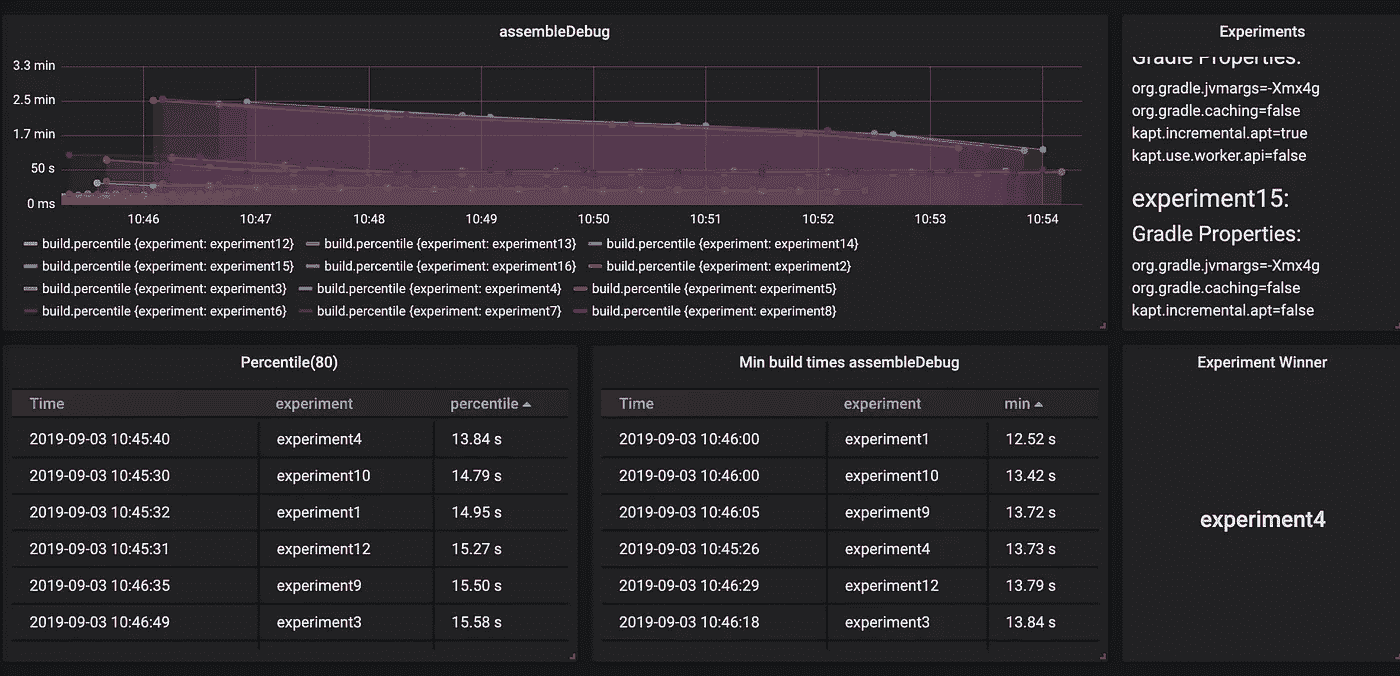 assembleDebug
3.3 min
2.5 min
1.7 min
50 s
0 ms
10:46 10:47 10:48 10:49 10:50 10:51 10:52 10:53 10:54
build.percentile {experiment: experiment12} build.percentile {experiment: experiment13} build.percentile {experiment: experiment14}
build.percentile {experiment: experiment15} build.percentile {experiment: experiment16} build.percentile {experiment: experiment2}
build.percentile {experiment: experiment3} build.percentile {experiment: experiment4} build.percentile {experiment: experiment5}
build.percentile {experiment: experiment6} build.percentile {experiment: experiment7} build.percentile {experiment: experiment8}
Experiments
Gradle Properties:
org.gradle.jvmargs=-Xmx4g
org.gradle.caching=false
kapt.incremental.apt=true
kapt.use.worker.api=false
experiment15:
Gradle Properties:
org.gradle.jvmargs=-Xmx4g
org.gradle.caching=false
kapt.incremental.apt=false
Percentile(80)
Time experiment percentile
2019-09-03 10:45:40 experiment4 13.84 s
2019-09-03 10:45:30 experiment10 14.79 s
2019-09-03 10:45:32 experiment1 14.95 s
2019-09-03 10:45:31 experiment12 15.27 s
2019-09-03 10:46:35 experiment9 15.50 s
2019-09-03 10:46:49 experiment3 15.58 s
Min build times assembleDebug
Time experiment min
2019-09-03 10:46:00 experiment1 12.52 s
2019-09-03 10:46:00 experiment10 13.42 s
2019-09-03 10:46:05 experiment9 13.72 s
2019-09-03 10:45:26 experiment4 13.73 s
2019-09-03 10:46:29 experiment12 13.79 s
2019-09-03 10:46:18 experiment3 13.84 s
Experiment Winner
experiment4